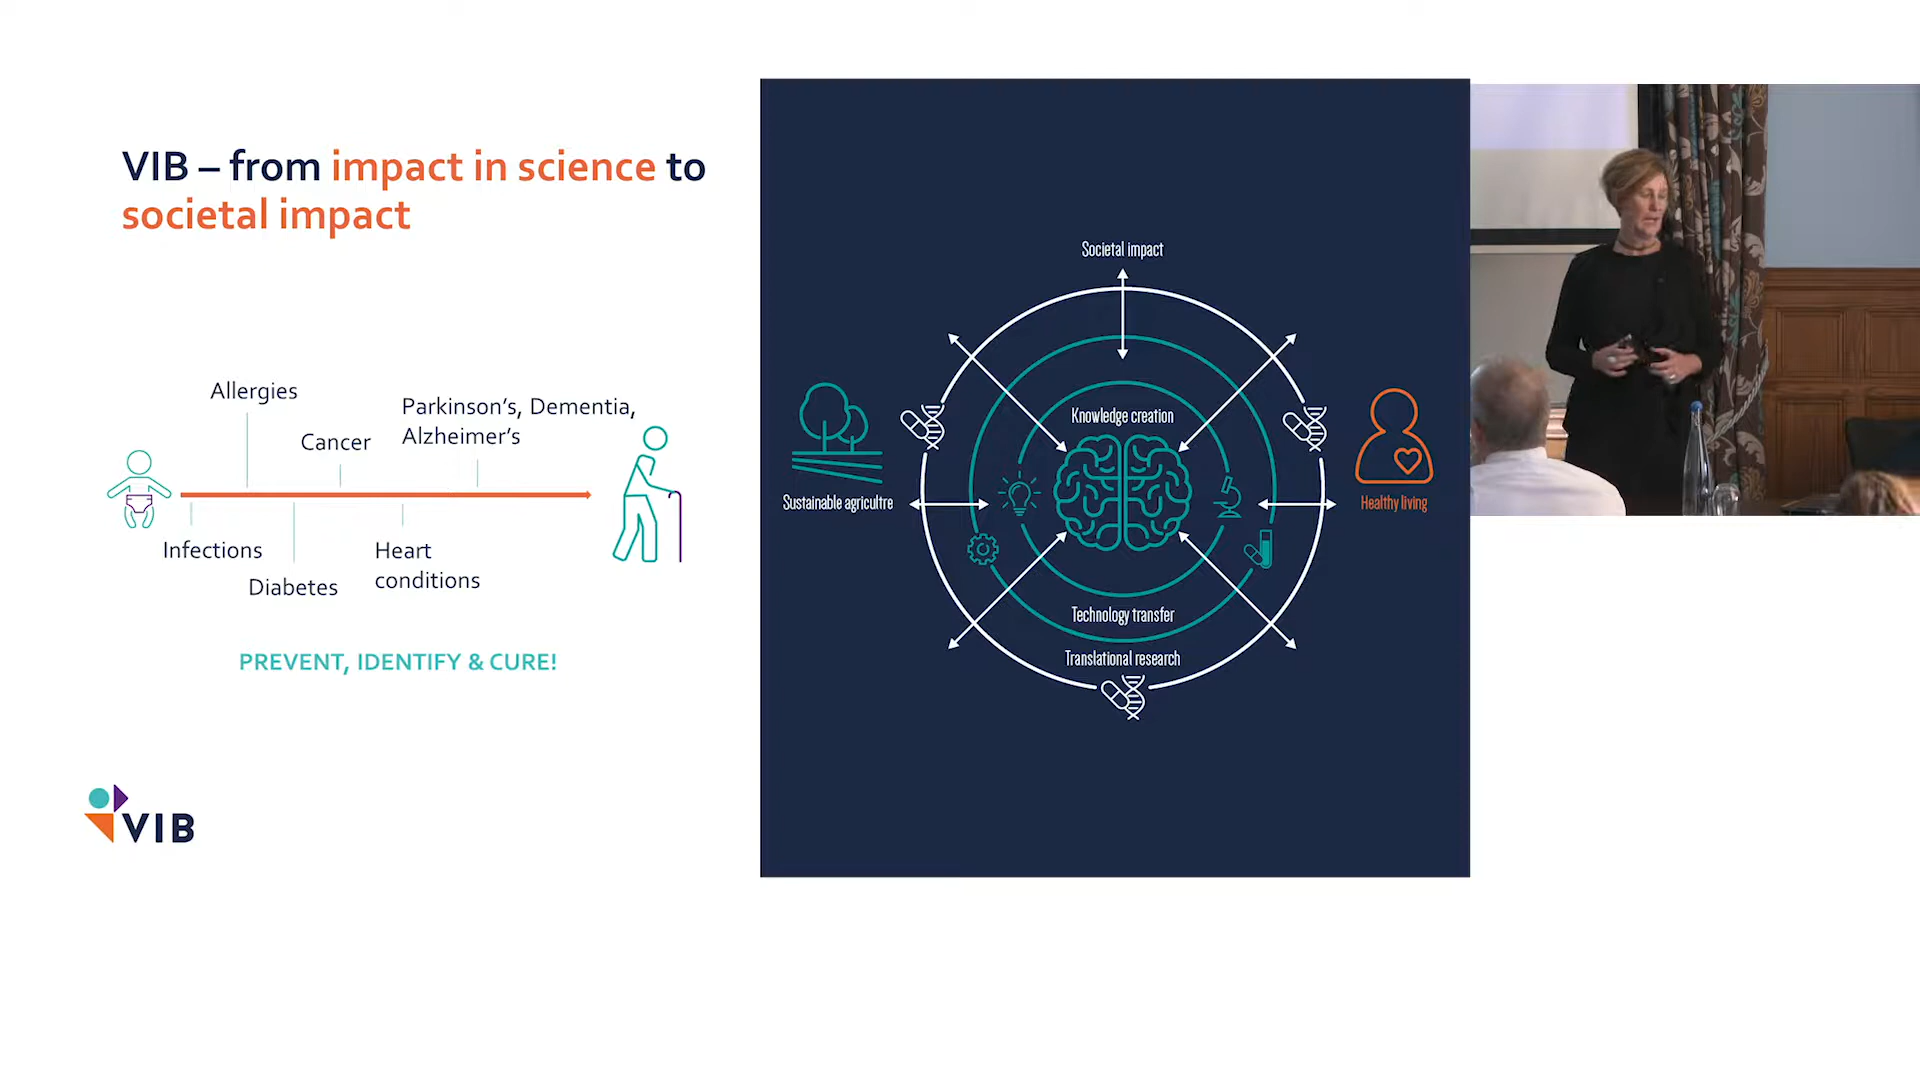 VIB – from impact in science to
societal impact
Allergies
Cancer
Parkinson's, Dementia,
Alzheimer's
Infections
Diabetes
Heart
conditions
PREVENT, IDENTIFY & CURE!
VIB
Societal impact
Knowledge creation
Sustainable agricultre
Healthy living
Technology transfer
Translational research